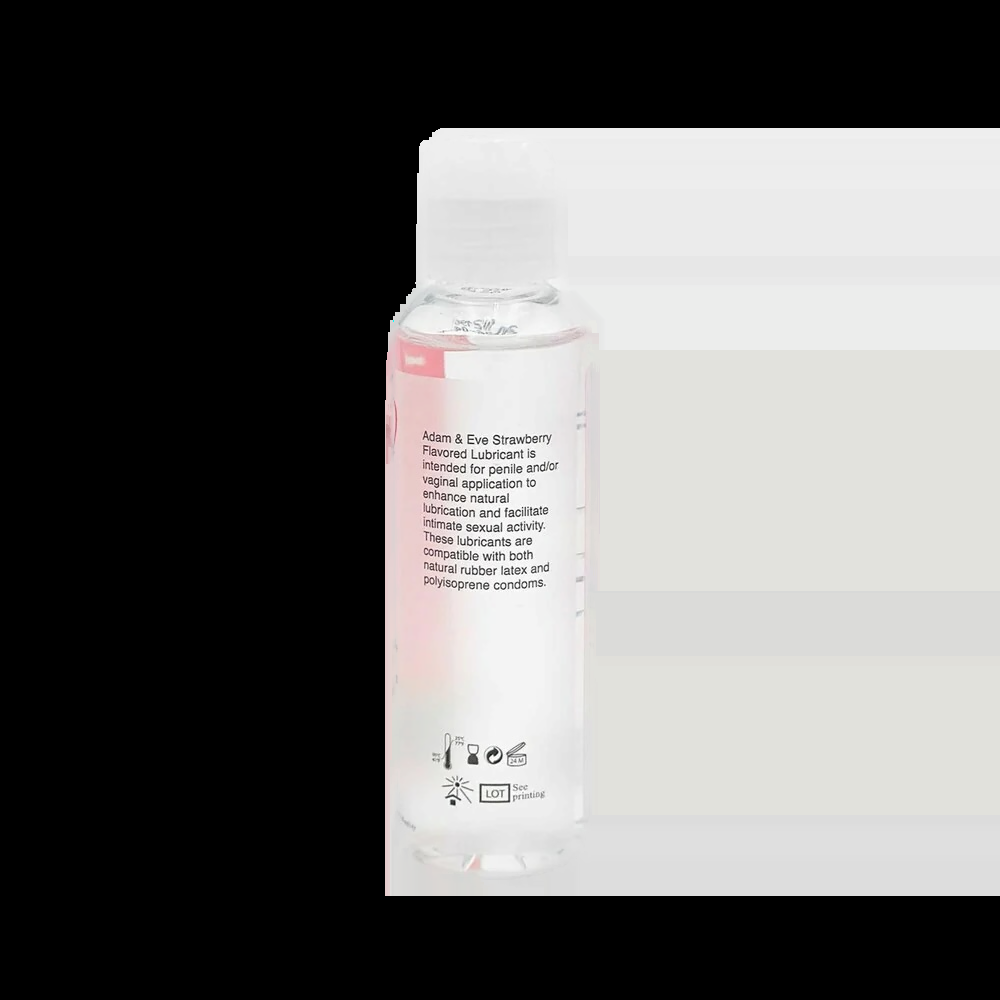 Adam & Eve Strawberry
Flavored Lubricant is
intended for penile and/or
vaginal application to
enhance natural
lubrication and facilitate
intimate sexual activity.
These lubricants are
compatible with both
natural rubber latex and
polyisoprene condoms.
25°C
77°F
24 M
LOT See
printing